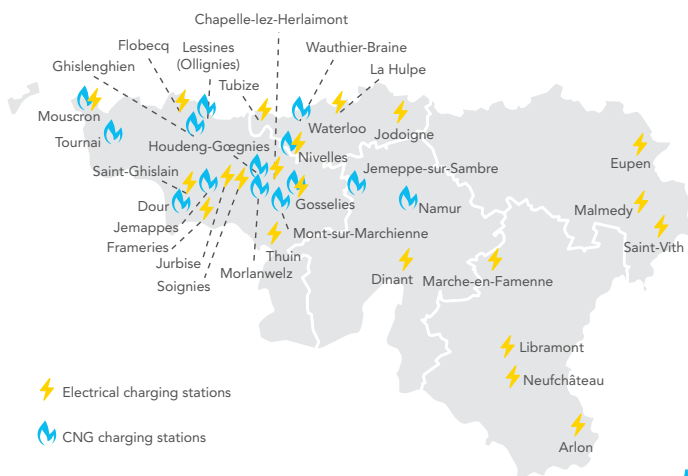 Chapelle-lez-Herlaimont
Flobecq
Lessines
(Ollignies)
Wauthier-Braine
Ghislenghien
Tubize
La Hulpe
Mouscron
Waterloo
Jodoigne
Tournai
Houdeng-Gœgnies
Nivelles
Eupen
Saint-Ghislain
Jemeppe-sur-Sambre
Dour
Gosselies
Namur
Malmedy
Jemappes
Mont-sur-Marchienne
Saint-Vith
Frameries
Jurbise
Thuin
Morlanwelz
Soignies
Dinant
Marche-en-Famenne
Libramont
Neufchâteau
Electrical charging stations
CNG charging stations
Arlon